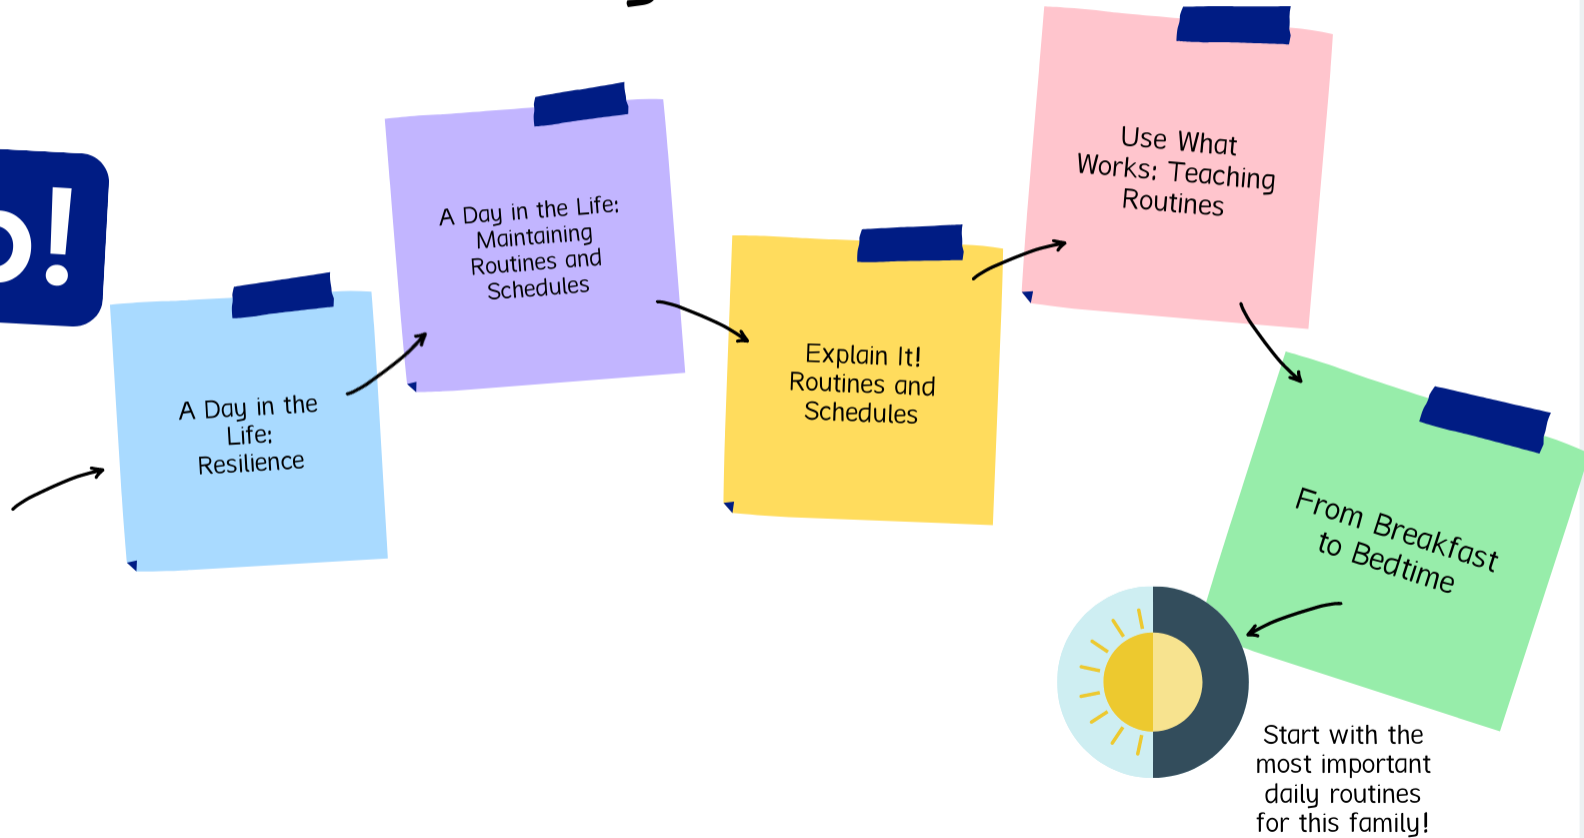 A Day in the
Life:
Resilience
A Day in the Life:
Maintaining
Routines and
Schedules
Explain It!
Routines and
Schedules
Use What
Works: Teaching
Routines
From Breakfast
to Bedtime
Start with the
most important
daily routines
for this family!